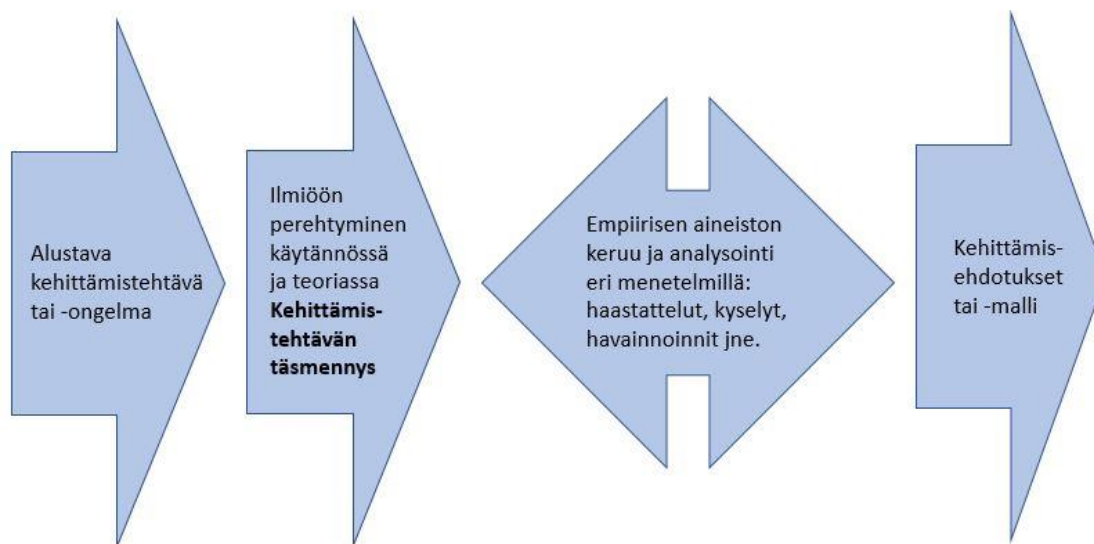 Alustava
kehittämistehtävä
tai -ongelma
Ilmiöön
perehtyminen
käytännössä
ja teoriassa
Kehittämis-
tehtävän
täsmennys
Empiirisen aineiston
keruu ja analysointi
eri menetelmillä:
haastattelut, kyselyt,
havainnoinnit jne.
Kehittämis-
ehdotukset
tai -malli